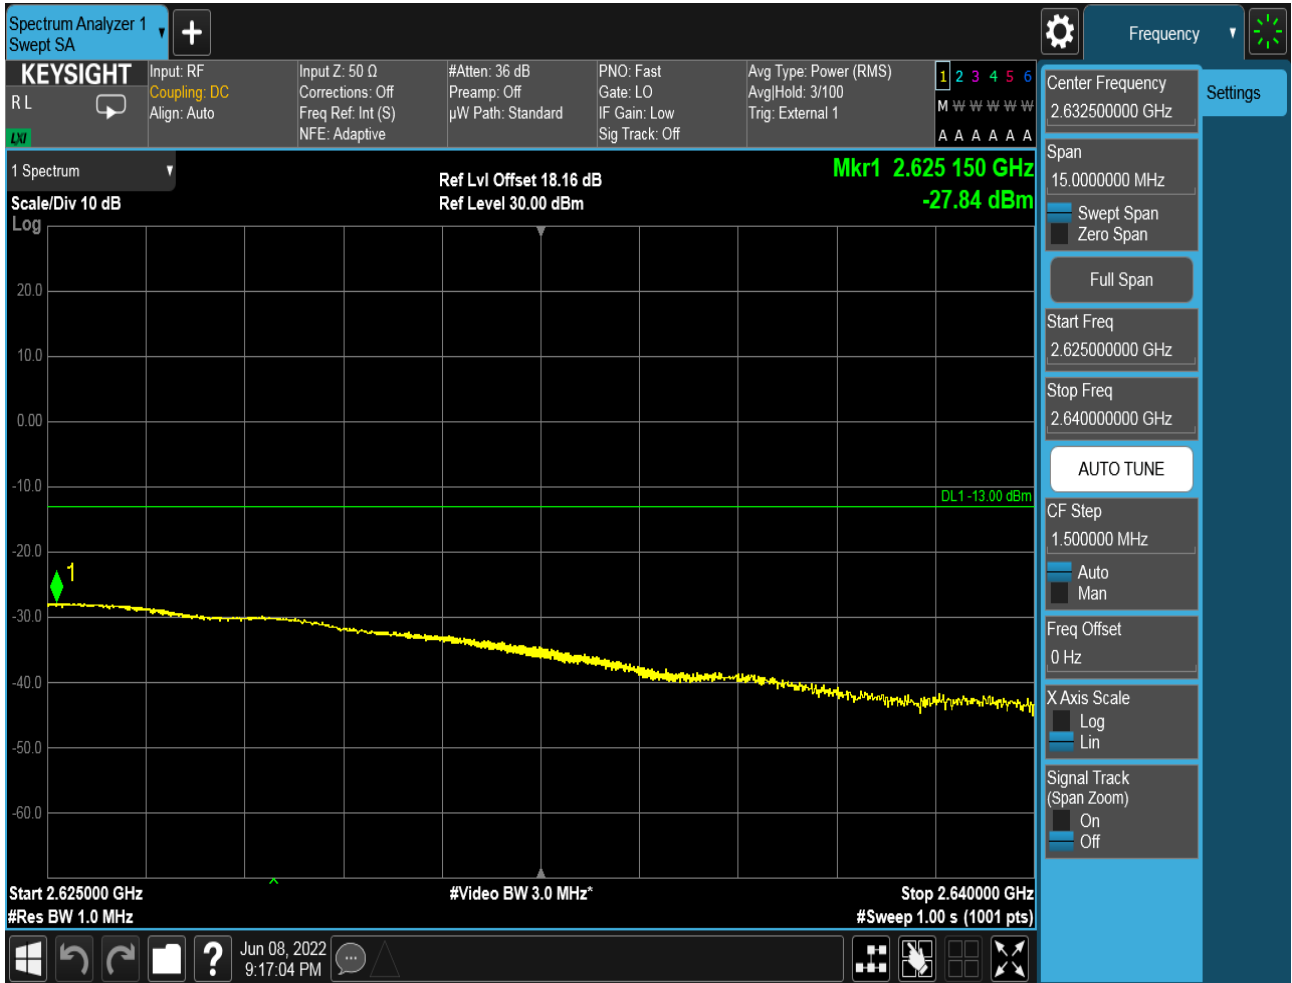 Spectrum Analyzer 1
Swept SA
+
Frequency
KEYSIGHT
R L
LXI
Input: RF
Coupling: DC
Align: Auto
Input Z: 50 Ω
Corrections: Off
Freq Ref: Int (S)
NFE: Adaptive
#Atten: 36 dB
Preamp: Off
µW Path: Standard
PNO: Fast
Gate: LO
IF Gain: Low
Sig Track: Off
Avg Type: Power (RMS)
Avg|Hold: 3/100
Trig: External 1
1 2 3 4 5 6
M W W W W W
A A A A A A
1 Spectrum
Scale/Div 10 dB
Log
Ref Lvl Offset 18.16 dB
Ref Level 30.00 dBm
Mkr1 2.625 150 GHz
-27.84 dBm
20.0
10.0
0.00
-10.0
DL1 -13.00 dBm
-20.0
1
-30.0
-40.0
-50.0
-60.0
Start 2.625000 GHz
#Res BW 1.0 MHz
#Video BW 3.0 MHz*
Stop 2.640000 GHz
#Sweep 1.00 s (1001 pts)
?
Jun 08, 2022
9:17:04 PM
Center Frequency
2.632500000 GHz
Settings
Span
15.0000000 MHz
Swept Span
Zero Span
Full Span
Start Freq
2.625000000 GHz
Stop Freq
2.640000000 GHz
AUTO TUNE
CF Step
1.500000 MHz
Auto
Man
Freq Offset
0 Hz
X Axis Scale
Log
Lin
Signal Track
(Span Zoom)
On
Off